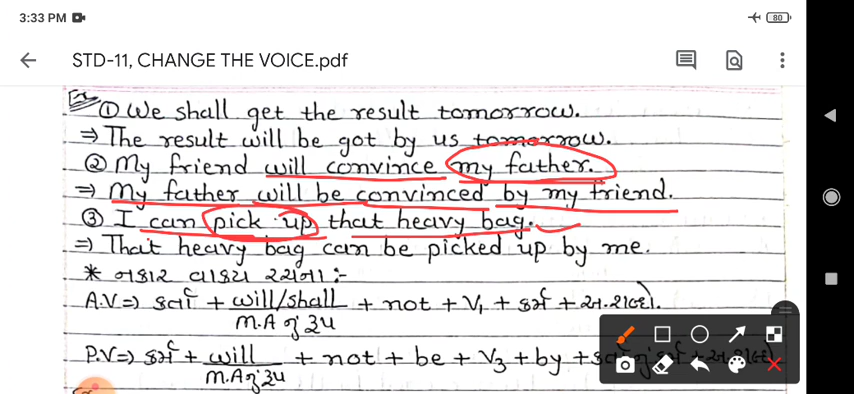 3:33 PM
80
STD-11, CHANGE THE VOICE.pdf
Ex
① We shall get the result tomorrow.
⇒ The result will be got by us tomorrow.
② My friend will convince my father.
⇒ My father will be convinced by my friend.
③ I can pick up that heavy bag.
⇒ That heavy bag can be picked up by me.
* નકાર વાક્ય રચના :-
A.V ⇒ કર્તા + will/shall + not + V₁ + કર્મ + અ.શબ્દો.
M.A નું રૂપ
P.V ⇒ કર્મ + will + not + be + V₃ + by +
M.A નું રૂપ